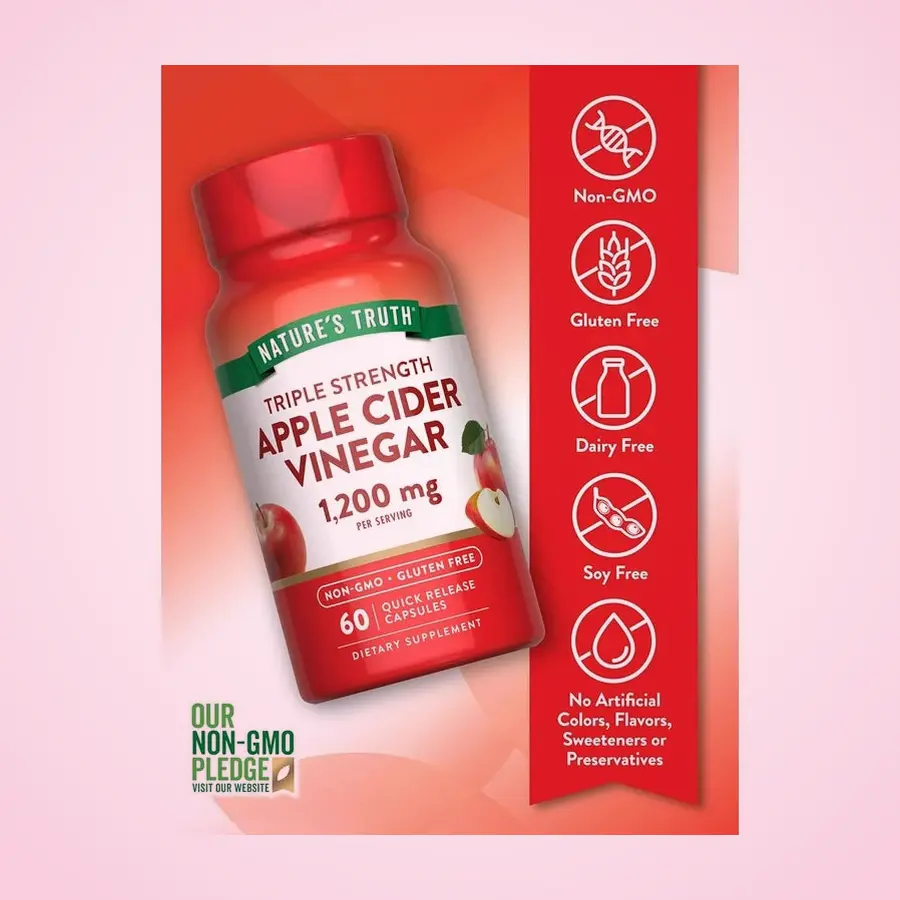 NATURE'S TRUTH®
TRIPLE STRENGTH
APPLE CIDER
VINEGAR
1,200 mg
PER SERVING
NON-GMO • GLUTEN FREE
60
QUICK RELEASE
CAPSULES
DIETARY SUPPLEMENT
OUR
NON-GMO
PLEDGE
VISIT OUR WEBSITE
Non-GMO
Gluten Free
Dairy Free
Soy Free
No Artificial
Colors, Flavors,
Sweeteners or
Preservatives